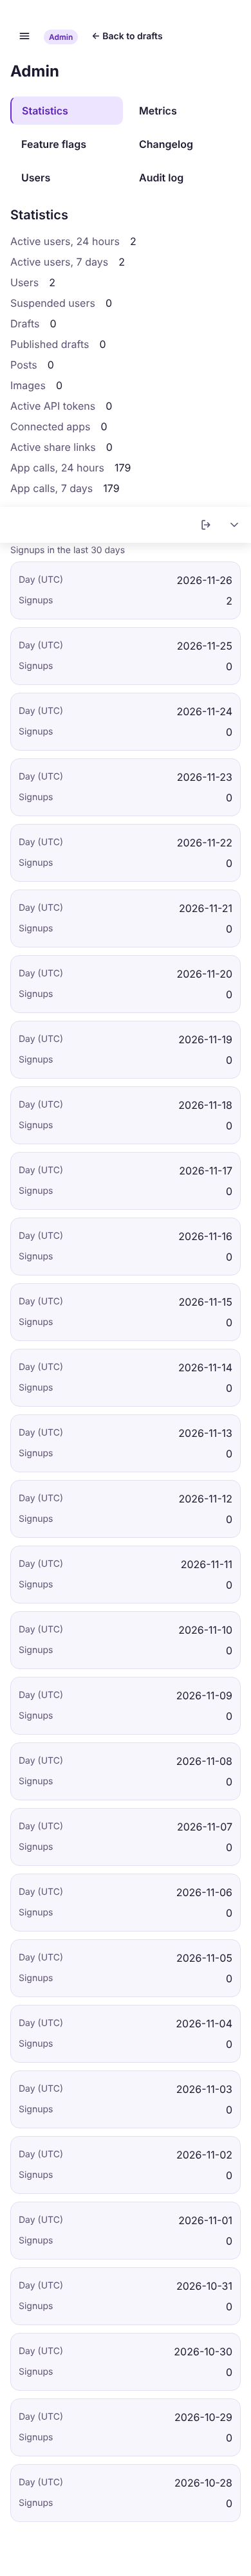 Admin ← Back to drafts
Admin
Statistics Metrics
Feature flags Changelog
Users Audit log
Statistics
Active users, 24 hours 2
Active users, 7 days 2
Users 2
Suspended users 0
Drafts 0
Published drafts 0
Posts 0
Images 0
Active API tokens 0
Connected apps 0
Active share links 0
App calls, 24 hours 179
App calls, 7 days 179
Signups in the last 30 days
Day (UTC) 2026-11-26
Signups 2
Day (UTC) 2026-11-25
Signups 0
Day (UTC) 2026-11-24
Signups 0
Day (UTC) 2026-11-23
Signups 0
Day (UTC) 2026-11-22
Signups 0
Day (UTC) 2026-11-21
Signups 0
Day (UTC) 2026-11-20
Signups 0
Day (UTC) 2026-11-19
Signups 0
Day (UTC) 2026-11-18
Signups 0
Day (UTC) 2026-11-17
Signups 0
Day (UTC) 2026-11-16
Signups 0
Day (UTC) 2026-11-15
Signups 0
Day (UTC) 2026-11-14
Signups 0
Day (UTC) 2026-11-13
Signups 0
Day (UTC) 2026-11-12
Signups 0
Day (UTC) 2026-11-11
Signups 0
Day (UTC) 2026-11-10
Signups 0
Day (UTC) 2026-11-09
Signups 0
Day (UTC) 2026-11-08
Signups 0
Day (UTC) 2026-11-07
Signups 0
Day (UTC) 2026-11-06
Signups 0
Day (UTC) 2026-11-05
Signups 0
Day (UTC) 2026-11-04
Signups 0
Day (UTC) 2026-11-03
Signups 0
Day (UTC) 2026-11-02
Signups 0
Day (UTC) 2026-11-01
Signups 0
Day (UTC) 2026-10-31
Signups 0
Day (UTC) 2026-10-30
Signups 0
Day (UTC) 2026-10-29
Signups 0
Day (UTC) 2026-10-28
Signups 0